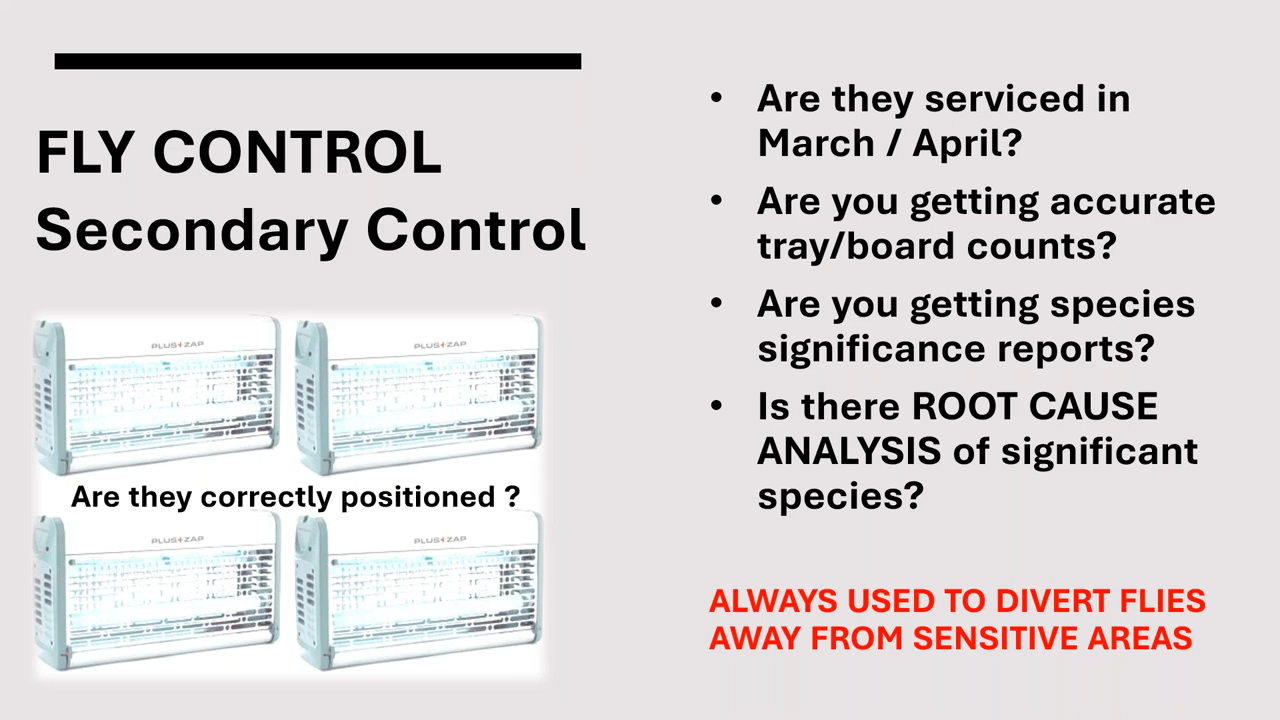 FLY CONTROL
Secondary Control
PLUS ZAP
PLUS ZAP
Are they correctly positioned ?
PLUS ZAP
PLUS ZAP
• Are they serviced in
March / April?
• Are you getting accurate
tray/board counts?
• Are you getting species
significance reports?
• Is there ROOT CAUSE
ANALYSIS of significant
species?
ALWAYS USED TO DIVERT FLIES
AWAY FROM SENSITIVE AREAS